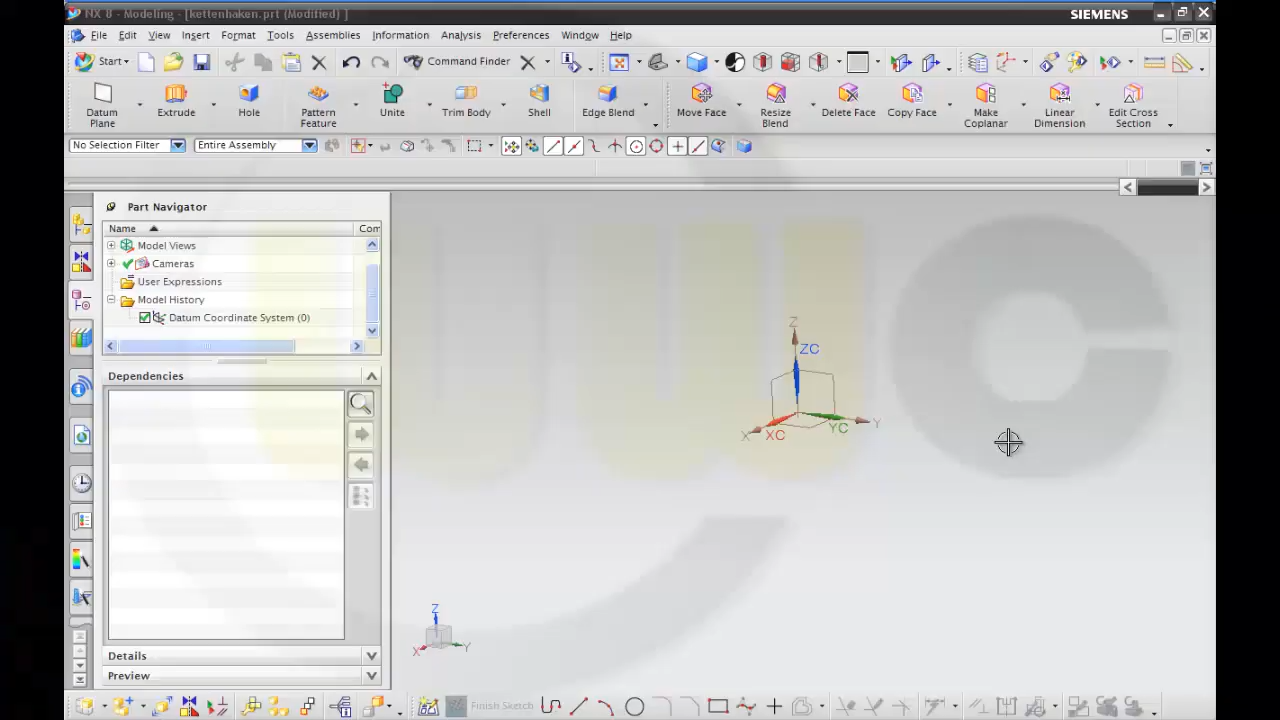 NX 8 - Modeling - [kettenhaken.prt (Modified) ]
SIEMENS
File Edit View Insert Format Tools Assemblies Information Analysis Preferences Window Help
Start
Command Finder
Datum Plane
Extrude
Hole
Pattern Feature
Unite
Trim Body
Shell
Edge Blend
Move Face
Resize Blend
Delete Face
Copy Face
Make Coplanar
Linear Dimension
Edit Cross Section
No Selection Filter
Entire Assembly
Part Navigator
Name
Com
Model Views
Cameras
User Expressions
Model History
Datum Coordinate System (0)
Dependencies
Details
Preview
Z
ZC
X
XC
YC
Y
Z
X
Y
Finish Sketch
uuc